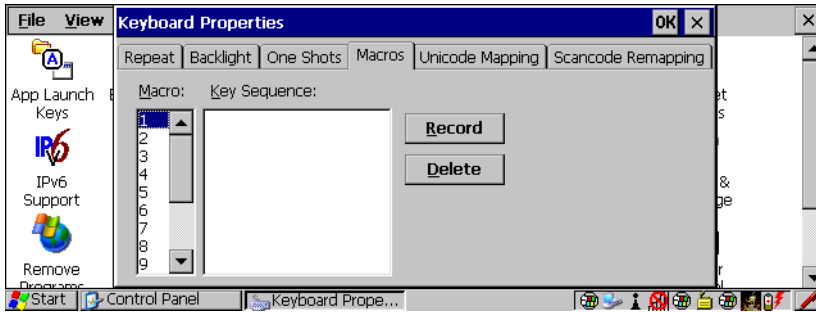 File View
Keyboard Properties OK
Repeat Backlight One Shots Macros Unicode Mapping Scancode Remapping
App Launch
Keys
Macro: Key Sequence:
1
2
3
4
5
6
7
8
9
Record
Delete
IPv6
IPv6
Support
Remove
Programs
&
Start Control Panel Keyboard Prope...